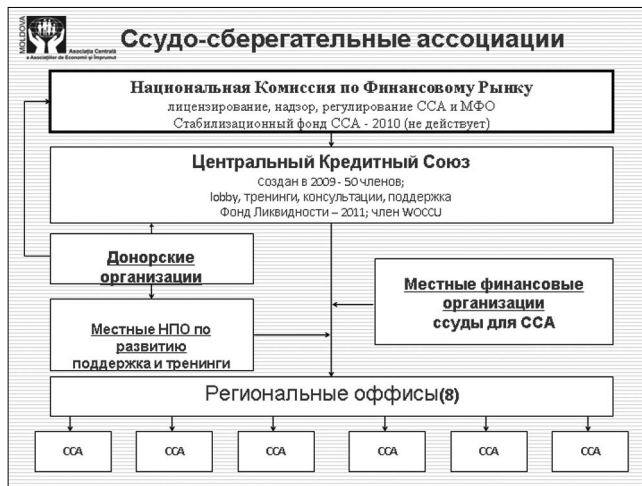 MOLDOVA
Asociația Centrală
a Asociațiilor de Economii și Împrumut
Ссудо-сберегательные ассоциации
Национальная Комиссия по Финансовому Рынку
лицензирование, надзор, регулирование ССА и МФО
Стабилизационный фонд ССА - 2010 (не действует)
Центральный Кредитный Союз
Создан в 2009 - 50 членов;
lobby, тренинги, консультации, поддержка
Фонд Ликвидности – 2011; член WOCCU
Донорские
организации
Местные финансовые
организации
ссуды для ССА
Местные НПО по
развитию
поддержка и тренинги
Региональные оффисы(8)
ССА
ССА
ССА
ССА
ССА
ССА